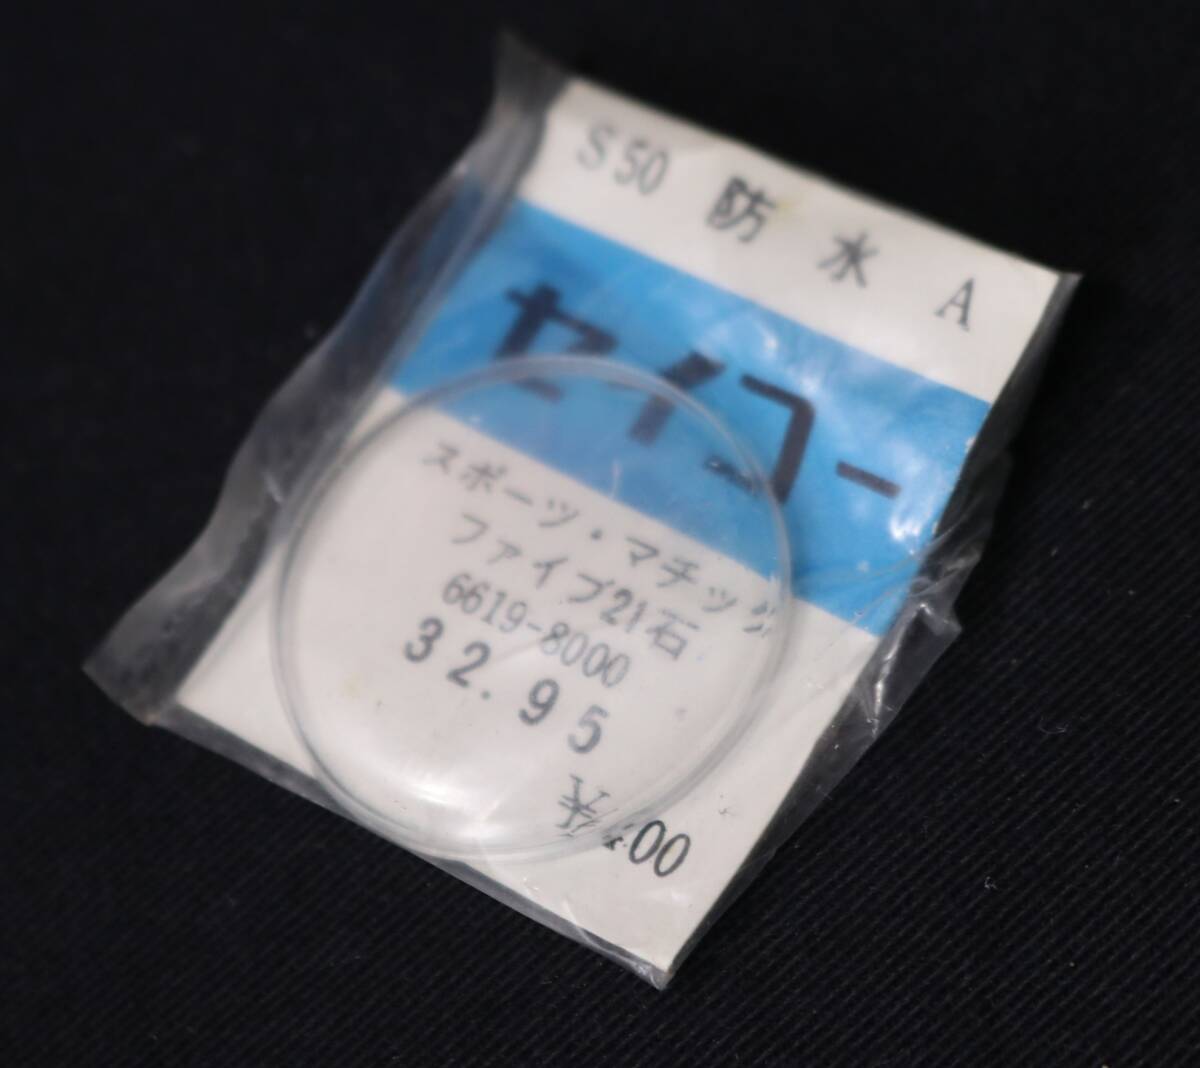 S50 防水 A
セイコー
スポーツ・マチック
ファイブ21石
6619-8000
32.95
00